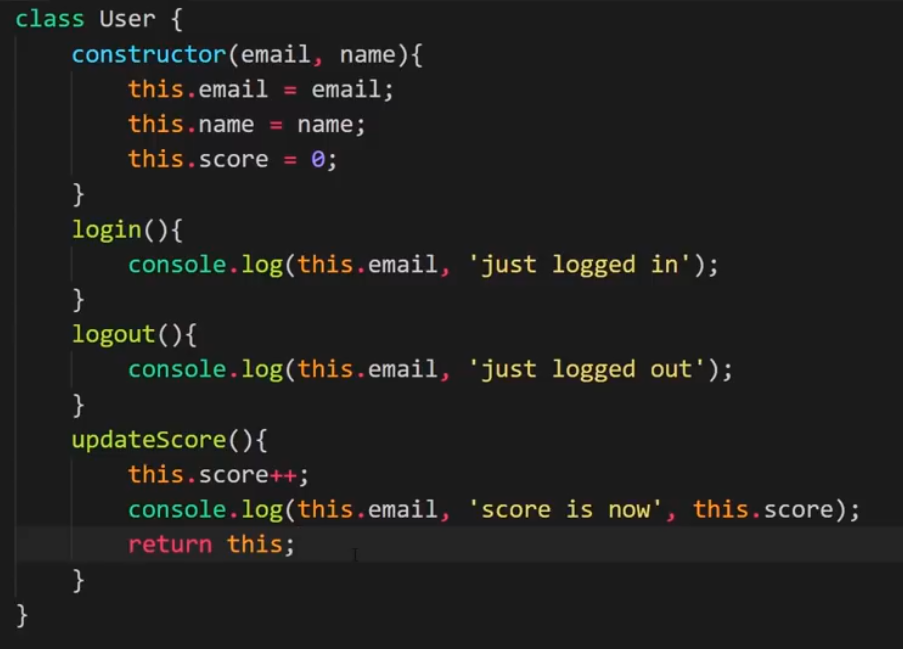 class User {
    constructor(email, name){
        this.email = email;
        this.name = name;
        this.score = 0;
    }
    login(){
        console.log(this.email, 'just logged in');
    }
    logout(){
        console.log(this.email, 'just logged out');
    }
    updateScore(){
        this.score++;
        console.log(this.email, 'score is now', this.score);
        return this;
    }
}